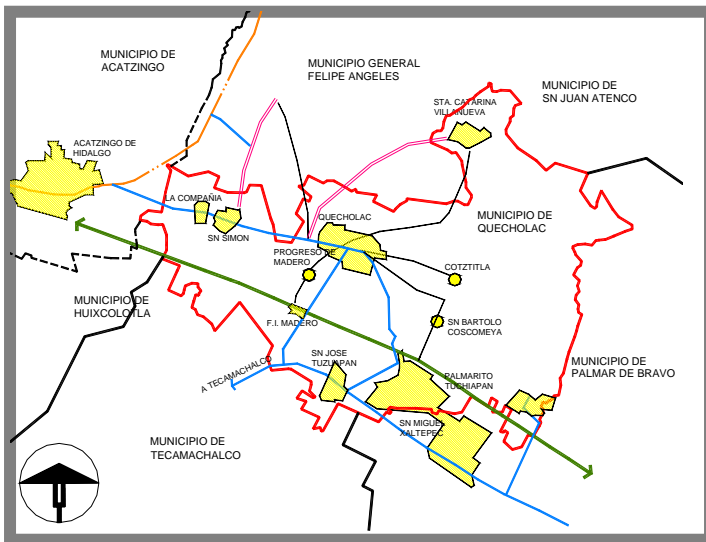 MUNICIPIO DE
ACATZINGO
MUNICIPIO GENERAL
FELIPE ANGELES
MUNICIPIO DE
SN JUAN ATENCO
STA. CATARINA
VILLANUEVA
ACATZINGO DE
HIDALGO
LA COMPAÑIA
SN SIMON
QUECHOLAC
MUNICIPIO DE
QUECHOLAC
PROGRESO DE
MADERO
COTZTITLA
MUNICIPIO DE
HUIXCOLOTLA
F.I. MADERO
SN BARTOLO
COSCOMEYA
SN JOSE
TUZUAPAN
A TECAMACHALCO
PALMARITO
TOCHIAPAN
MUNICIPIO DE
PALMAR DE BRAVO
SN MIGUEL
XALTEPEC
MUNICIPIO DE
TECAMACHALCO